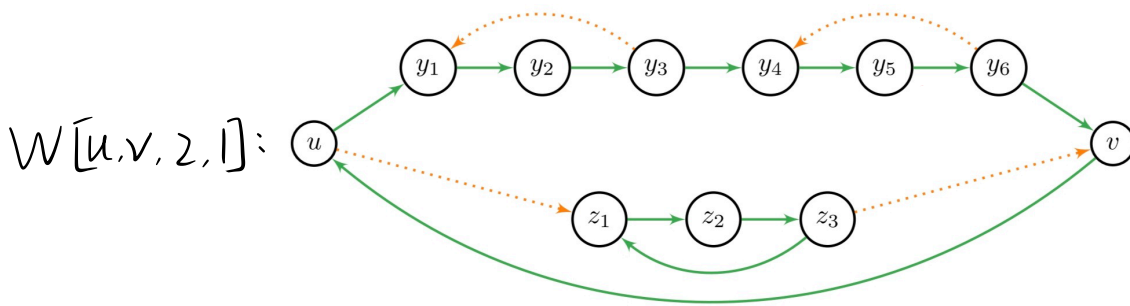 y₁ y₂ y₃ y₄ y₅ y₆
W[u,v,2,1]: u v
z₁ z₂ z₃